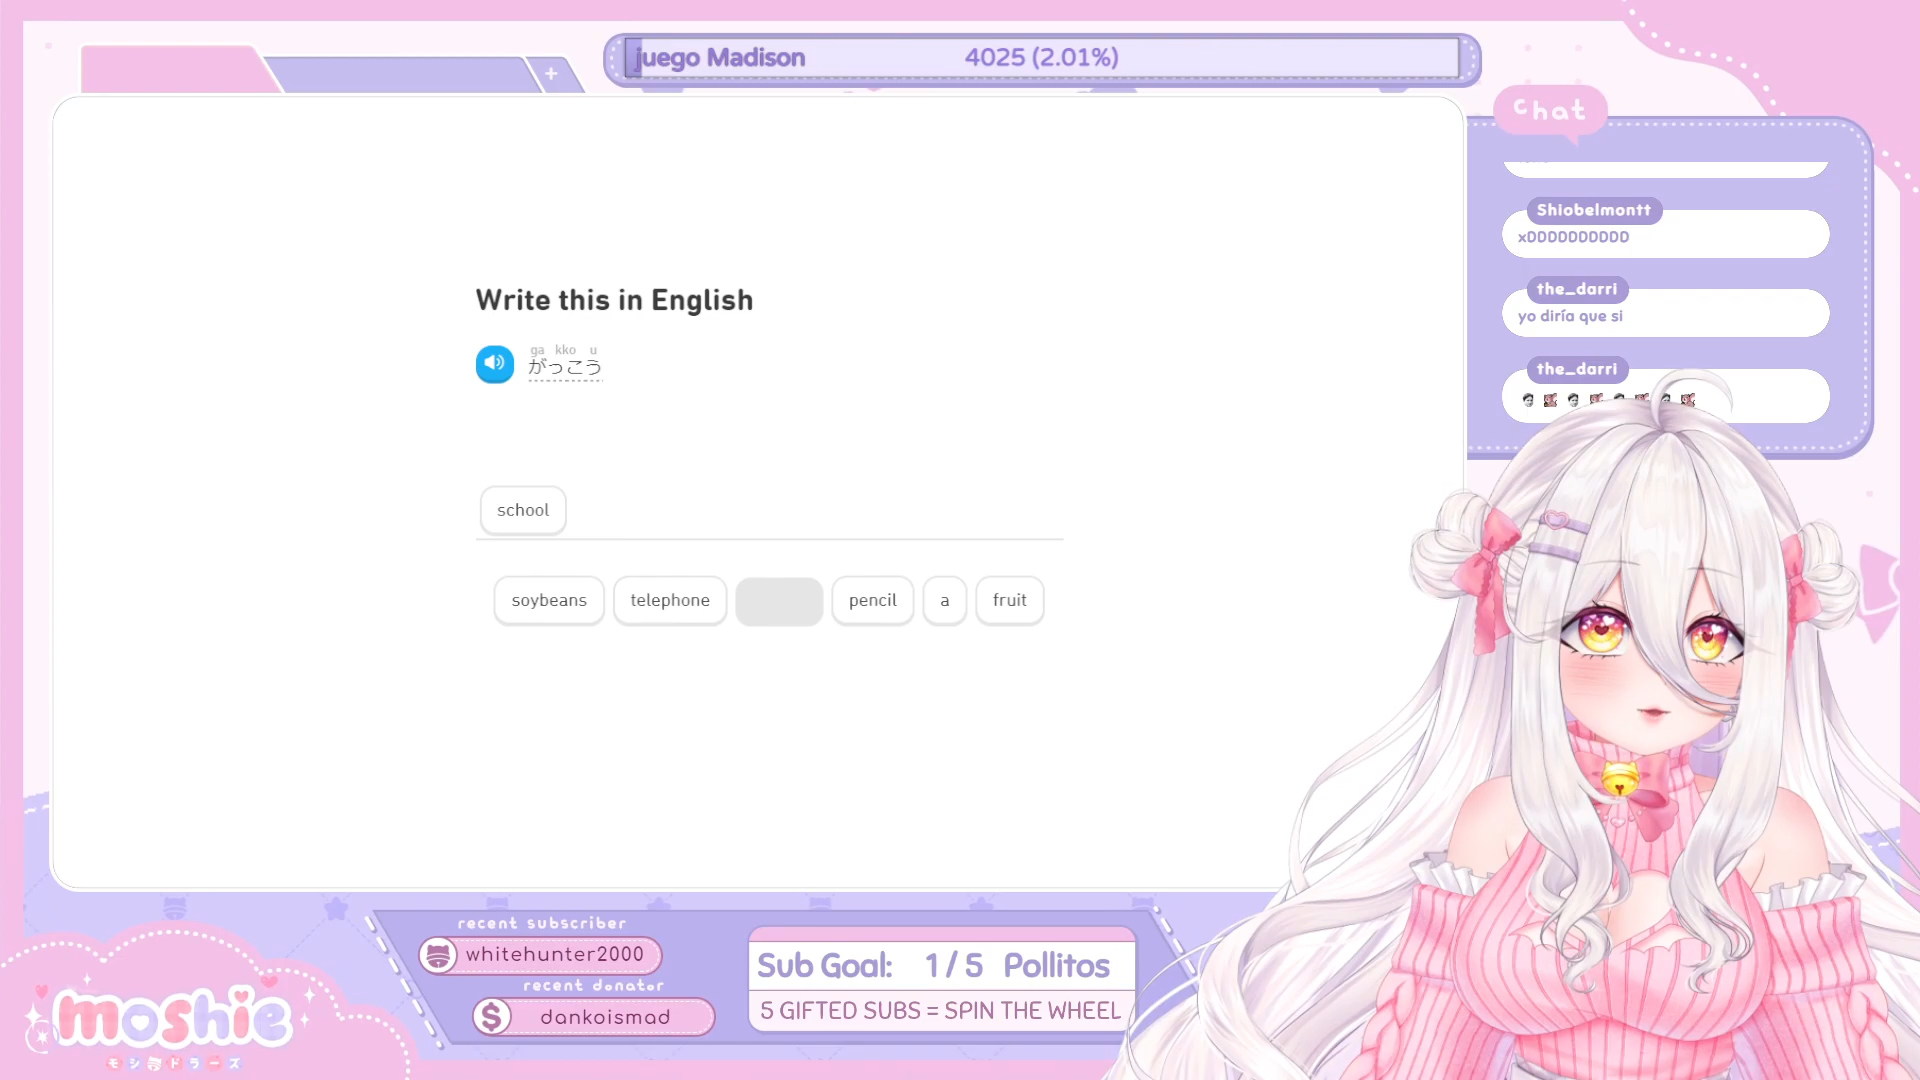 juego Madison 4025 (2.01%)
+
chat
Shiobelmontt
xDDDDDDDDDD
the_darri
yo diría que si
the_darri
Write this in English
ga kko u
がっこう
school
soybeans telephone pencil a fruit
recent subscriber
whitehunter2000
recent donator
$ dankoismad
Sub Goal: 1 / 5 Pollitos
5 GIFTED SUBS = SPIN THE WHEEL
moshie